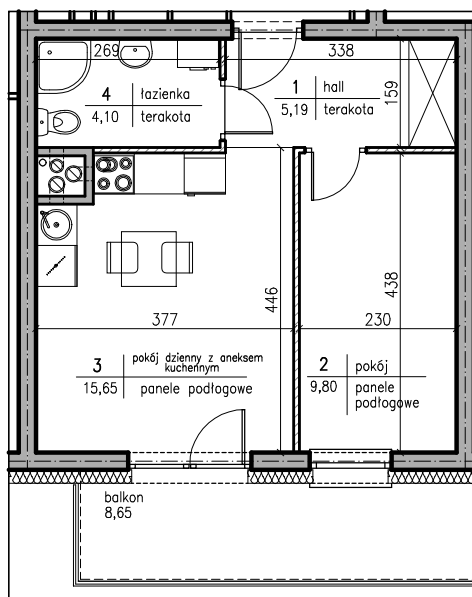 269
338
4 łazienka
4,10 terakota
1 hall
5,19 terakota
159
446
438
377
230
3 pokój dzienny z aneksem
kuchennym
15,65 panele podłogowe
2 pokój
9,80 panele
podłogowe
balkon
8,65